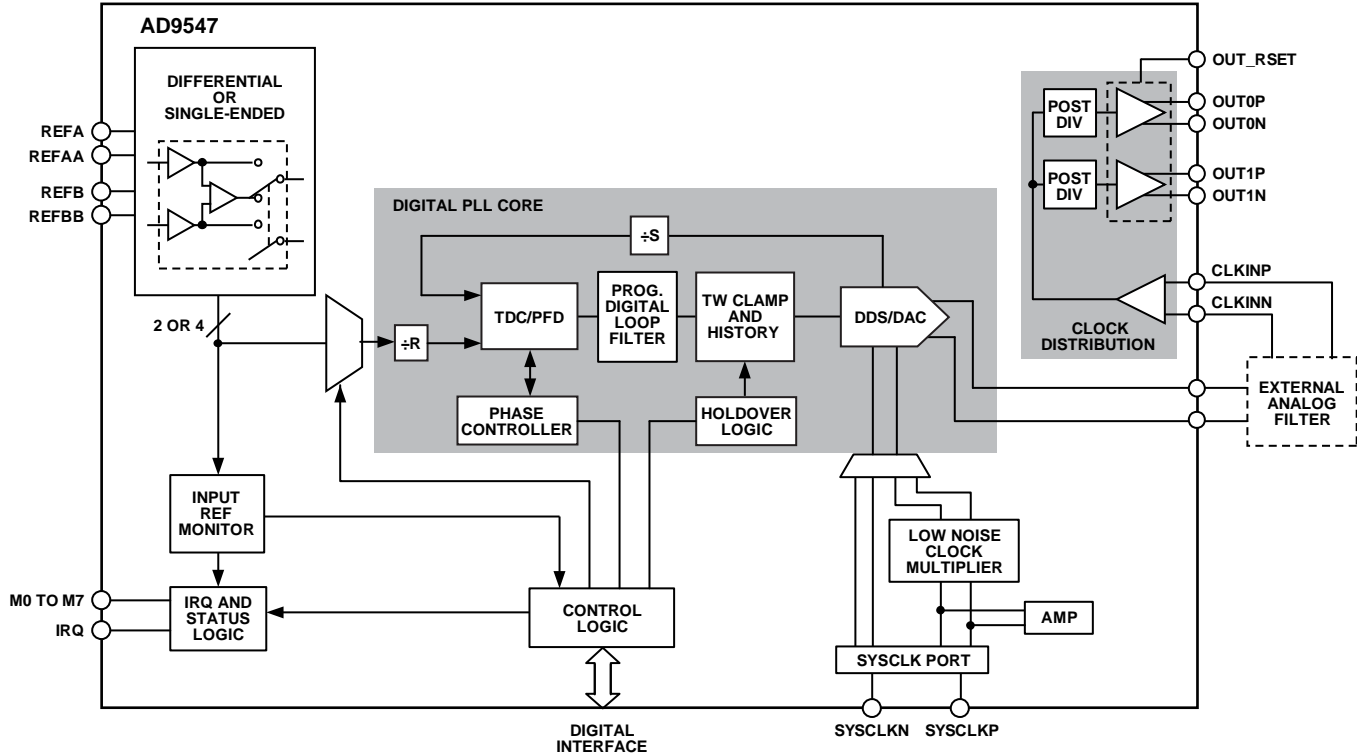 AD9547
DIFFERENTIAL
OR
SINGLE-ENDED
REFA
REFAA
REFB
REFBB
2 OR 4
DIGITAL PLL CORE
÷S
÷R
TDC/PFD
PROG.
DIGITAL
LOOP
FILTER
TW CLAMP
AND
HISTORY
DDS/DAC
PHASE
CONTROLLER
HOLDOVER
LOGIC
POST
DIV
POST
DIV
CLOCK
DISTRIBUTION
OUT_RSET
OUT0P
OUT0N
OUT1P
OUT1N
CLKINP
CLKINN
EXTERNAL
ANALOG
FILTER
INPUT
REF
MONITOR
LOW NOISE
CLOCK
MULTIPLIER
AMP
M0 TO M7
IRQ
IRQ AND
STATUS
LOGIC
CONTROL
LOGIC
SYSCLK PORT
DIGITAL
INTERFACE
SYSCLKN
SYSCLKP